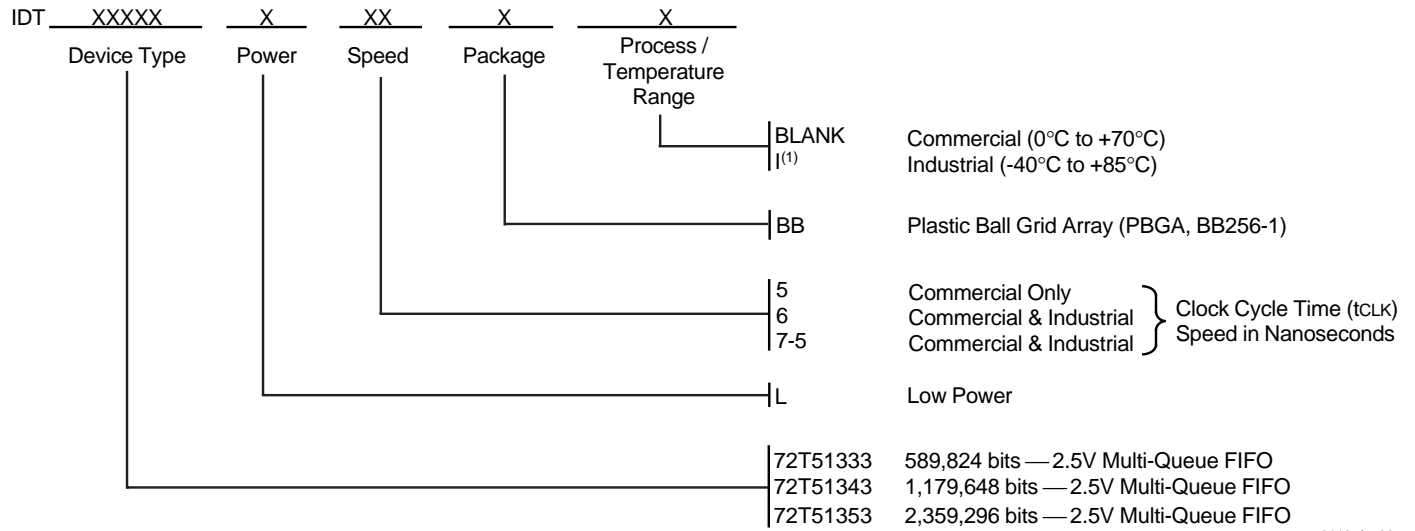 IDT XXXXX X XX X X
Device Type Power Speed Package Process / Temperature Range
BLANK Commercial (0°C to +70°C)
I(1) Industrial (-40°C to +85°C)
BB Plastic Ball Grid Array (PBGA, BB256-1)
5 Commercial Only
6 Commercial & Industrial
7-5 Commercial & Industrial
Clock Cycle Time (tCLK)
Speed in Nanoseconds
L Low Power
72T51333 589,824 bits — 2.5V Multi-Queue FIFO
72T51343 1,179,648 bits — 2.5V Multi-Queue FIFO
72T51353 2,359,296 bits — 2.5V Multi-Queue FIFO